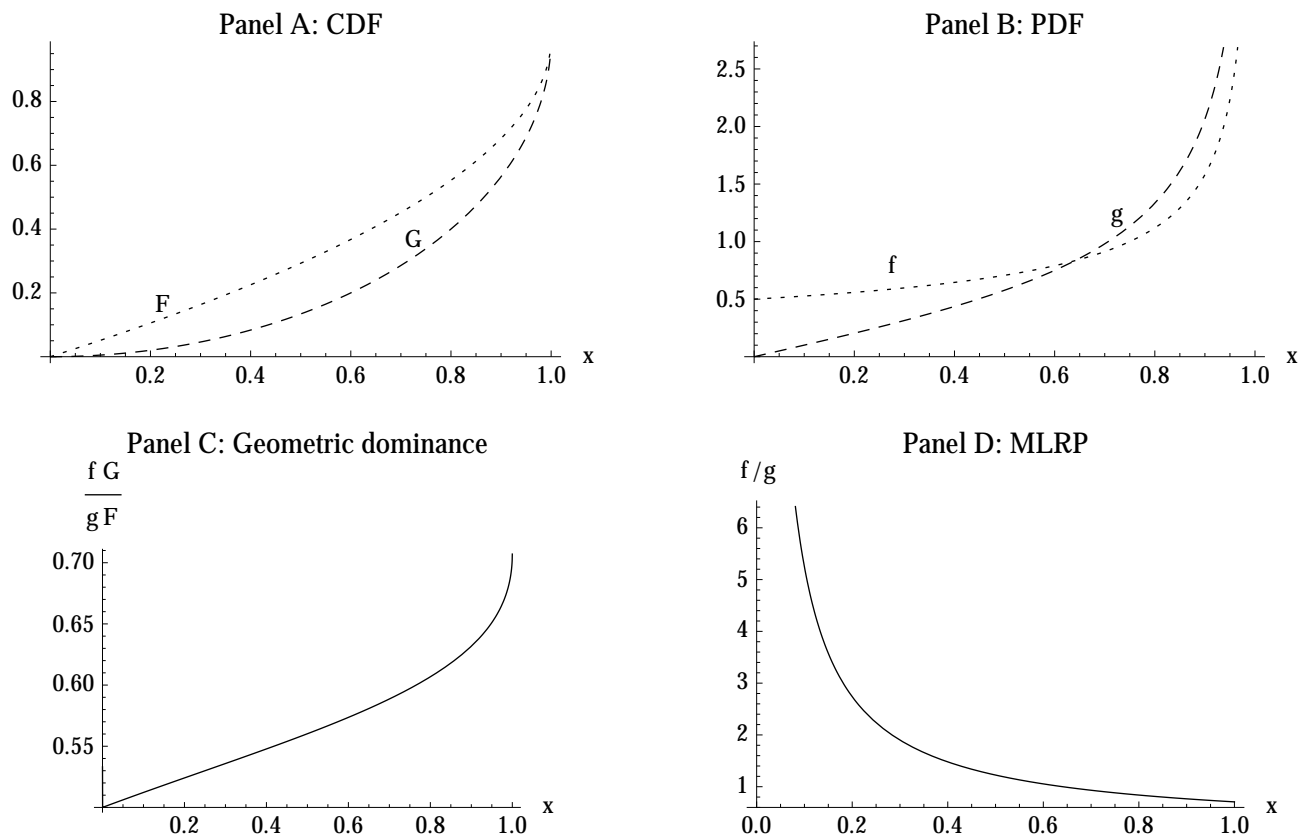 Panel A: CDF
0.8
0.6
0.4
0.2
F
G
0.2 0.4 0.6 0.8 1.0 x
Panel B: PDF
2.5
2.0
1.5
1.0
0.5
f
g
0.2 0.4 0.6 0.8 1.0 x
Panel C: Geometric dominance
f G
g F
0.70
0.65
0.60
0.55
0.2 0.4 0.6 0.8 1.0 x
Panel D: MLRP
f/g
6
5
4
3
2
1
0.0 0.2 0.4 0.6 0.8 1.0 x